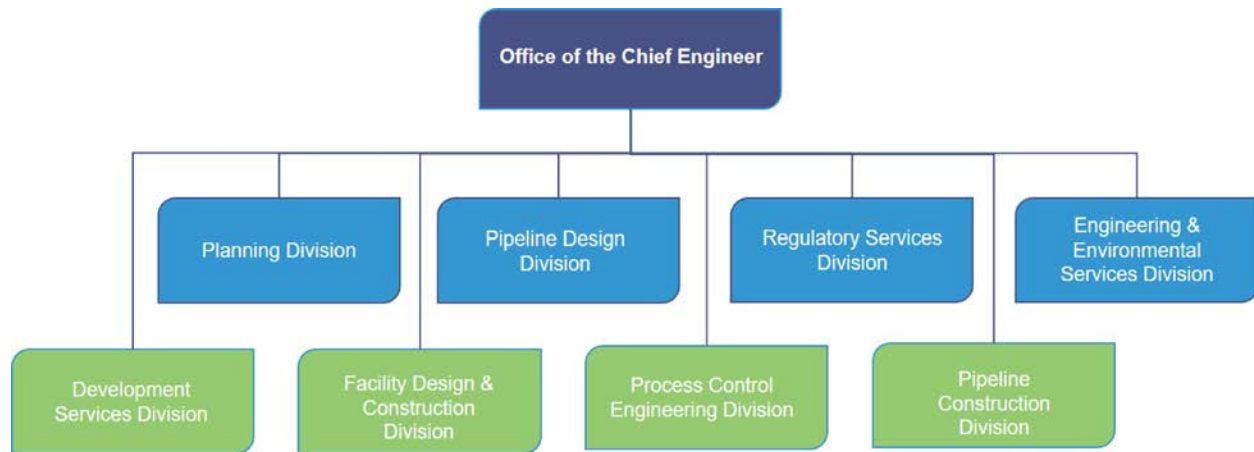 Office of the Chief Engineer
Planning Division
Pipeline Design
Division
Regulatory Services
Division
Engineering &
Environmental
Services Division
Development
Services Division
Facility Design &
Construction
Division
Process Control
Engineering Division
Pipeline
Construction
Division